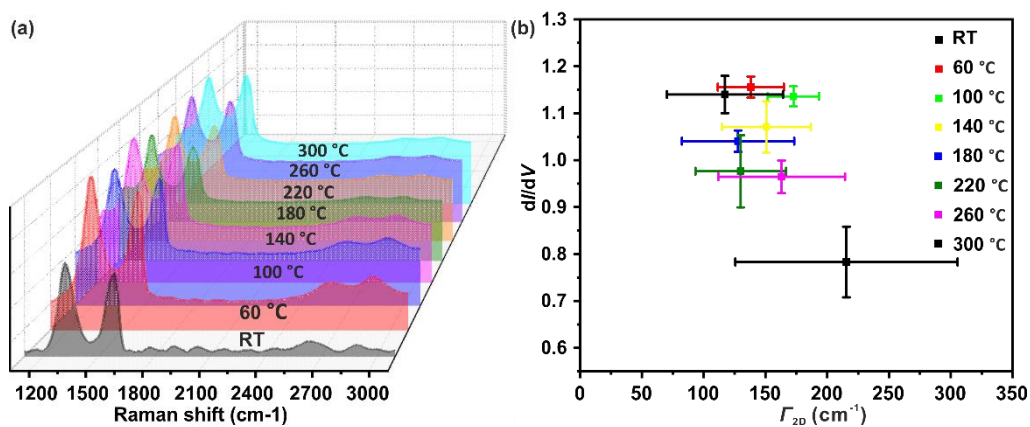 (a)
300 °C
260 °C
220 °C
180 °C
140 °C
100 °C
60 °C
RT
1200 1500 1800 2100 2400 2700 3000
Raman shift (cm-1)
(b)
1.3
1.2
1.1
1.0
0.9
0.8
0.7
0.6
dI/dV
0 50 100 150 200 250 300 350
Γ2D (cm-1)
RT
60 °C
100 °C
140 °C
180 °C
220 °C
260 °C
300 °C